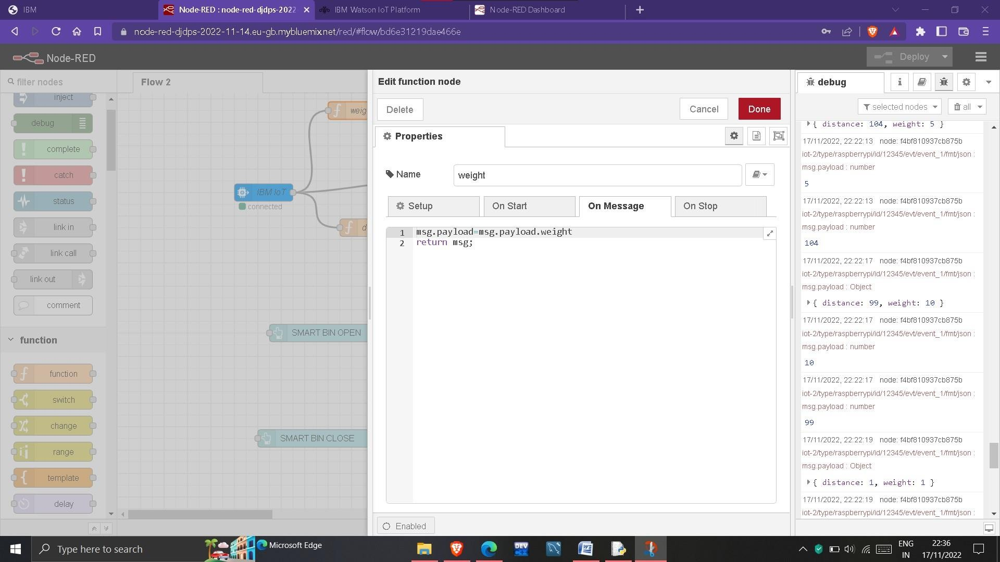 IBM
Node-RED : node-red-djdps-2022
IBM Watson IoT Platform
Node-RED Dashboard
node-red-djdps-2022-11-14.eu-gb.mybluemix.net/red/#flow/bd6e31219dae466e
Node-RED
Deploy
filter nodes
inject
debug
complete
catch
status
link in
link call
link out
comment
function
function
switch
change
range
template
delay
Flow 2
weig
IBM IoT
connected
d
SMART BIN OPEN
SMART BIN CLOSE
Edit function node
Delete
Cancel
Done
Properties
Name
weight
Setup
On Start
On Message
On Stop
1 msg.payload=msg.payload.weight
2 return msg;
Enabled
debug
selected nodes
all
{ distance: 104, weight: 5 }
17/11/2022, 22:22:13 node: f4bf810937cb875b
iot-2/type/raspberrypi/id/12345/evt/event_1/fmt/json :
msg.payload : number
5
17/11/2022, 22:22:13 node: f4bf810937cb875b
iot-2/type/raspberrypi/id/12345/evt/event_1/fmt/json :
msg.payload : number
104
17/11/2022, 22:22:17 node: f4bf810937cb875b
iot-2/type/raspberrypi/id/12345/evt/event_1/fmt/json :
msg.payload : Object
{ distance: 99, weight: 10 }
17/11/2022, 22:22:17 node: f4bf810937cb875b
iot-2/type/raspberrypi/id/12345/evt/event_1/fmt/json :
msg.payload : number
10
17/11/2022, 22:22:17 node: f4bf810937cb875b
iot-2/type/raspberrypi/id/12345/evt/event_1/fmt/json :
msg.payload : number
99
17/11/2022, 22:22:19 node: f4bf810937cb875b
iot-2/type/raspberrypi/id/12345/evt/event_1/fmt/json :
msg.payload : Object
{ distance: 1, weight: 1 }
17/11/2022, 22:22:19 node: f4bf810937cb875b
iot-2/type/raspberrypi/id/12345/evt/event_1/fmt/json :
Type here to search
Microsoft Edge
DEV
C++
ENG
IN
22:36
17/11/2022